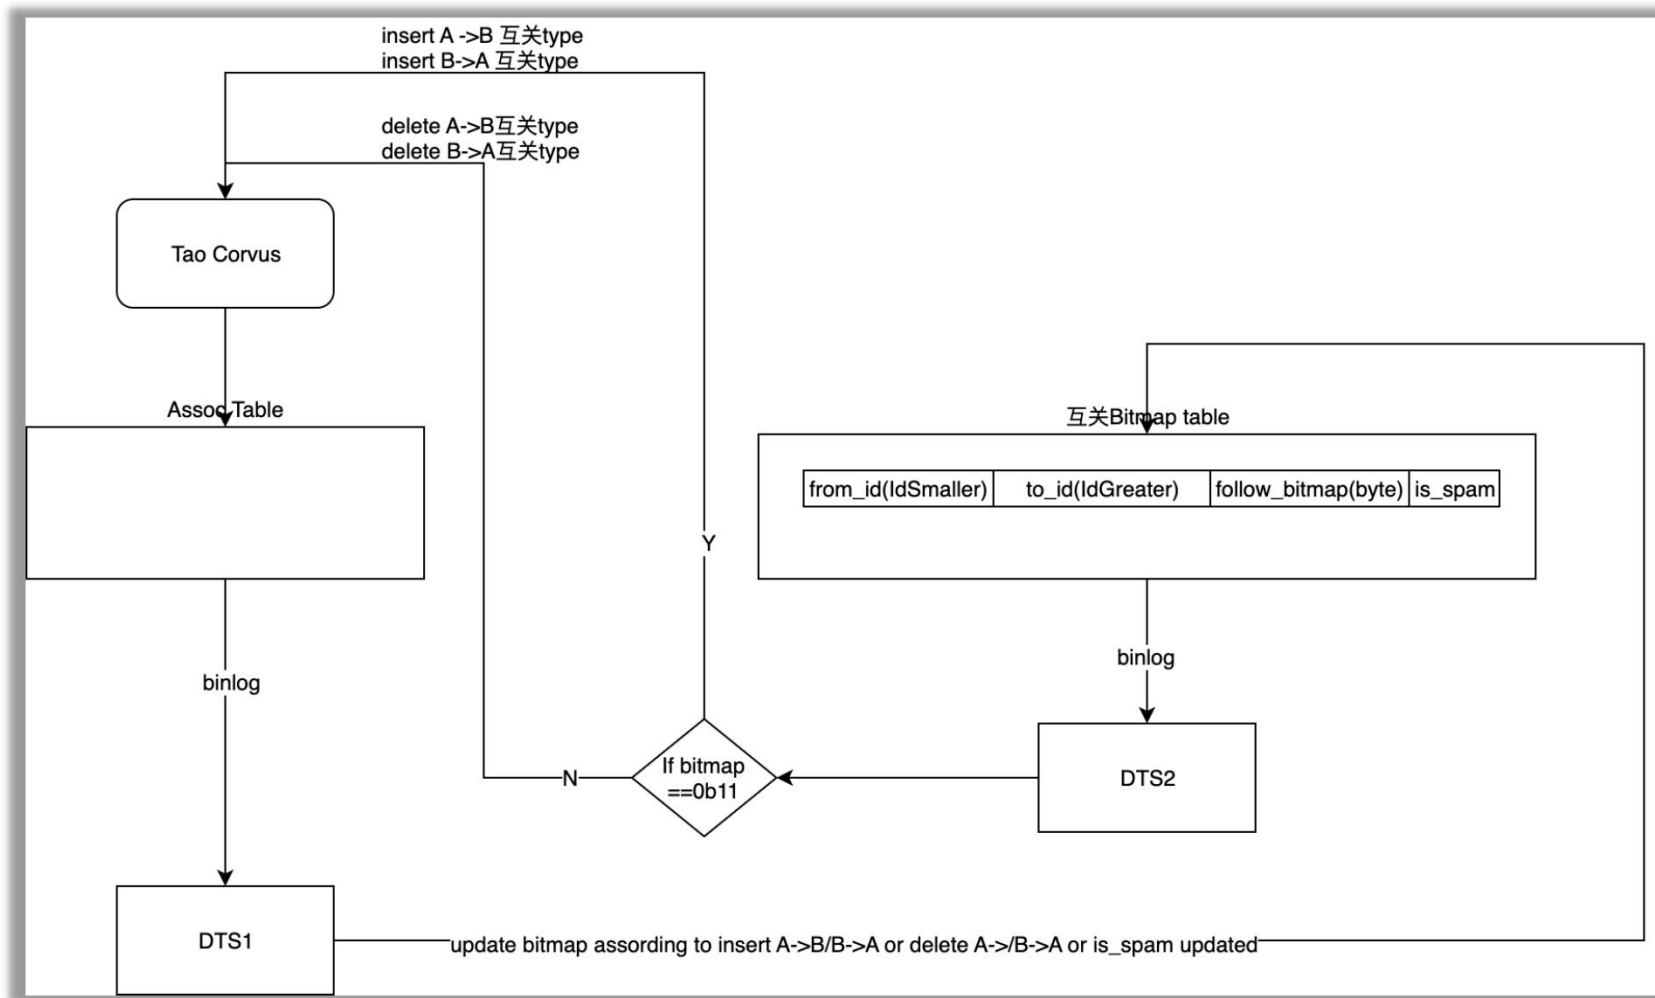 insert A ->B 互关type
insert B->A 互关type
delete A->B互关type
delete B->A互关type
Tao Corvus
Assoc Table
互关Bitmap table
from_id(IdSmaller) to_id(IdGreater) follow_bitmap(byte) is_spam
Y
binlog
binlog
If bitmap
==0b11
N
DTS2
DTS1
update bitmap assording to insert A->B/B->A or delete A->/B->A or is_spam updated